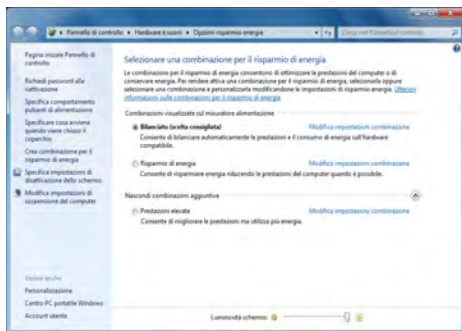 Pannello di controllo ▸ Hardware e suoni ▸ Opzioni risparmio energia
Cerca nel Pannello di controllo
Pagina iniziale Pannello di
controllo
Richiedi password alla
riattivazione
Specifica comportamento
pulsanti di alimentazione
Specificare cosa avviene
quando viene chiuso il
coperchio
Crea combinazione per il
risparmio di energia
Specifica impostazioni di
disattivazione dello schermo
Modifica impostazioni di
sospensione del computer
Selezionare una combinazione per il risparmio di energia
Le combinazioni per il risparmio di energia consentono di ottimizzare le prestazioni del computer o di
conservare energia. Per rendere attiva una combinazione per il risparmio di energia, selezionarla oppure
selezionare una combinazione e personalizzarla modificandone le impostazioni di risparmio energia. Ulteriori
informazioni sulle combinazioni per il risparmio di energia
Combinazioni visualizzate sul misuratore alimentazione
Bilanciato (scelta consigliata) Modifica impostazioni combinazione
Consente di bilanciare automaticamente le prestazioni e il consumo di energia sull'hardware
compatibile.
Risparmio di energia Modifica impostazioni combinazione
Consente di risparmiare energia riducendo le prestazioni del computer quando è possibile.
Nascondi combinazioni aggiuntive
Prestazioni elevate Modifica impostazioni combinazione
Consente di migliorare le prestazioni ma utilizza più energia.
Vedere anche
Personalizzazione
Centro PC portatile Windows
Account utente
Luminosità schermo: